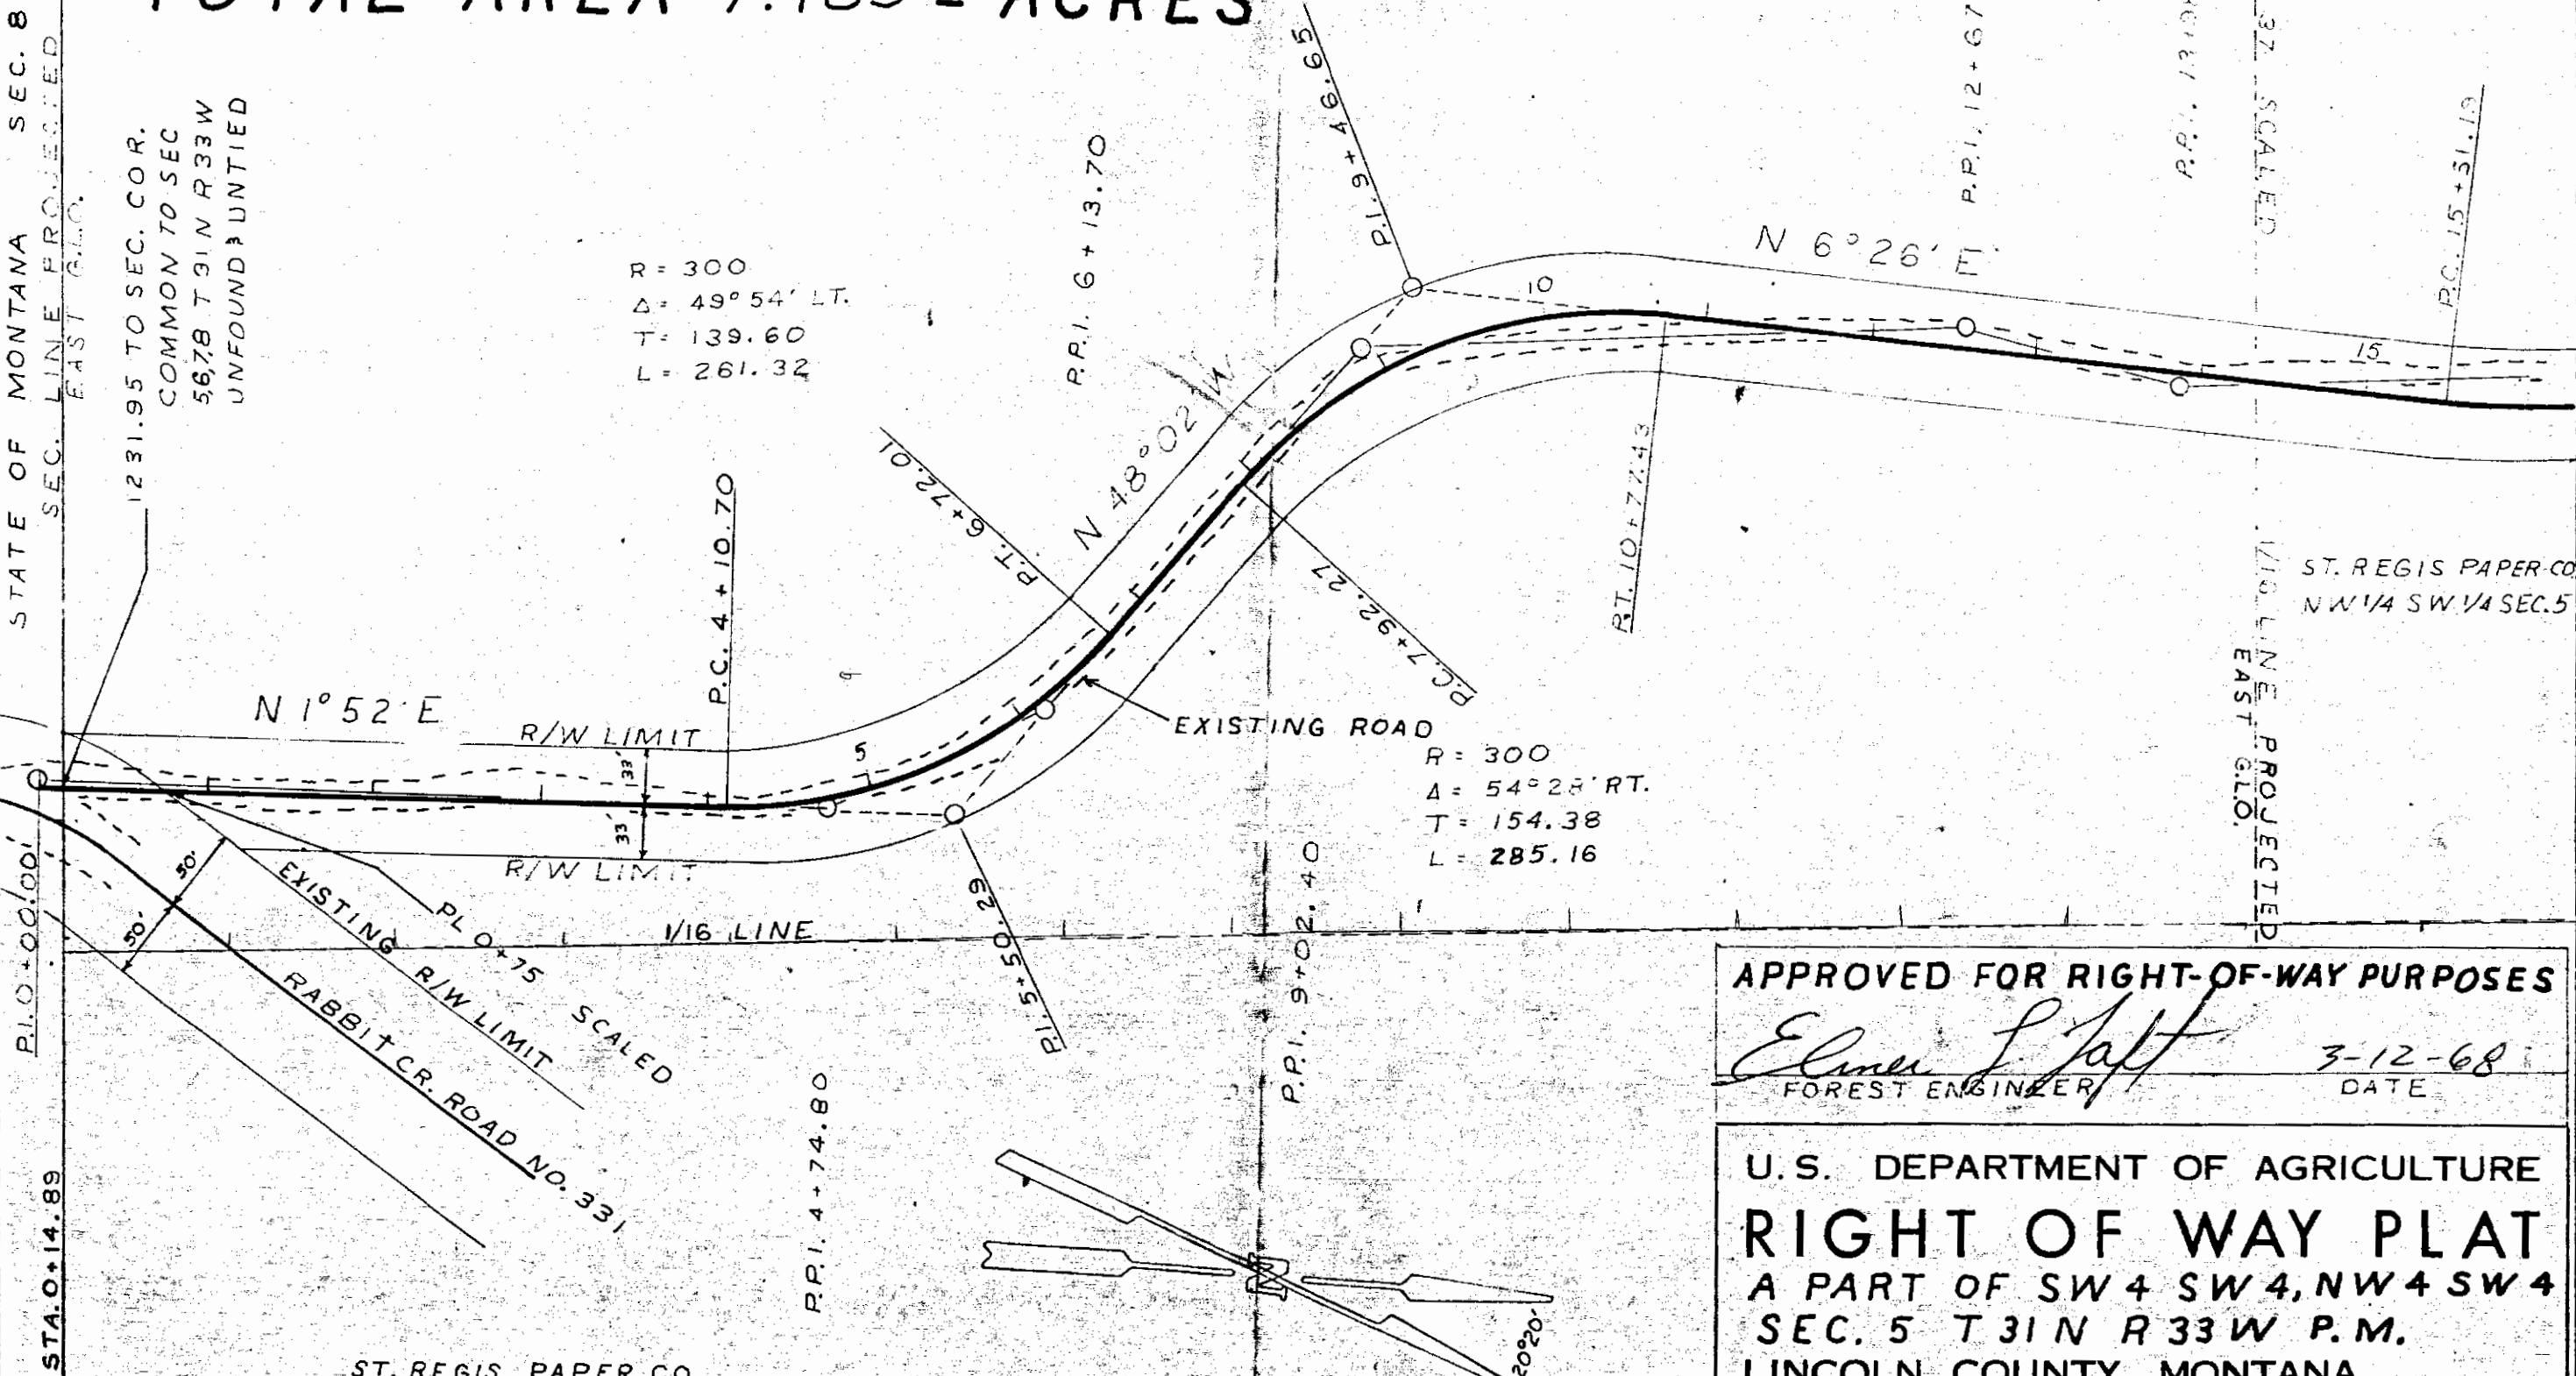 TOTAL AREA
ACRES
STATE OF MONTANA SEC. 8
SEC. LINE PROJECTED
EAST G.L.O.
1231.95 TO SEC. COR.
COMMON TO SEC
5,6,7,8 T 31 N R 33 W
UNFOUND & UNTIED
R = 300
Δ = 49° 54' LT.
T = 139.60
L = 261.32
P.P.I. 6 + 13.70
P.I. 9 + 46.65
N 6° 26' E
P.P.I. 12 + 67
P.P.I. 1310
37 SCALED
P.C. 15 + 31.19
10
15
N 48° 02' W
P.T. 6 + 72.01
P.C. 4 + 10.70
P.T. 10 + 77.43
P.C. 7 + 92.27
ST. REGIS PAPER CO
NW 1/4 SW 1/4 SEC. 5
1/16 LINE PROJECTED
EAST G.L.O.
N 1° 52' E
R/W LIMIT
33'
33
5
R/W LIMIT
EXISTING ROAD
R = 300
Δ = 54° 28' RT.
T = 154.38
L = 285.16
P.I. 0 + 00.00
50'
50'
EXISTING R/W LIMIT
PL 0+75 SCALED
1/16 LINE
P.I. 5 + 50.29
P.P.I. 9 + 02.40
RABBIT CR. ROAD NO. 331
P.P.I. 4 + 74.80
STA. 0 + 14.89
20°20'
ST. REGIS PAPER CO
APPROVED FOR RIGHT-OF-WAY PURPOSES
Elmer L. Taft 3-12-68
FOREST ENGINEER DATE
U.S. DEPARTMENT OF AGRICULTURE
RIGHT OF WAY PLAT
A PART OF SW 4 SW 4, NW 4 SW 4
SEC. 5 T 31 N R 33 W P.M.
LINCOLN COUNTY, MONTANA